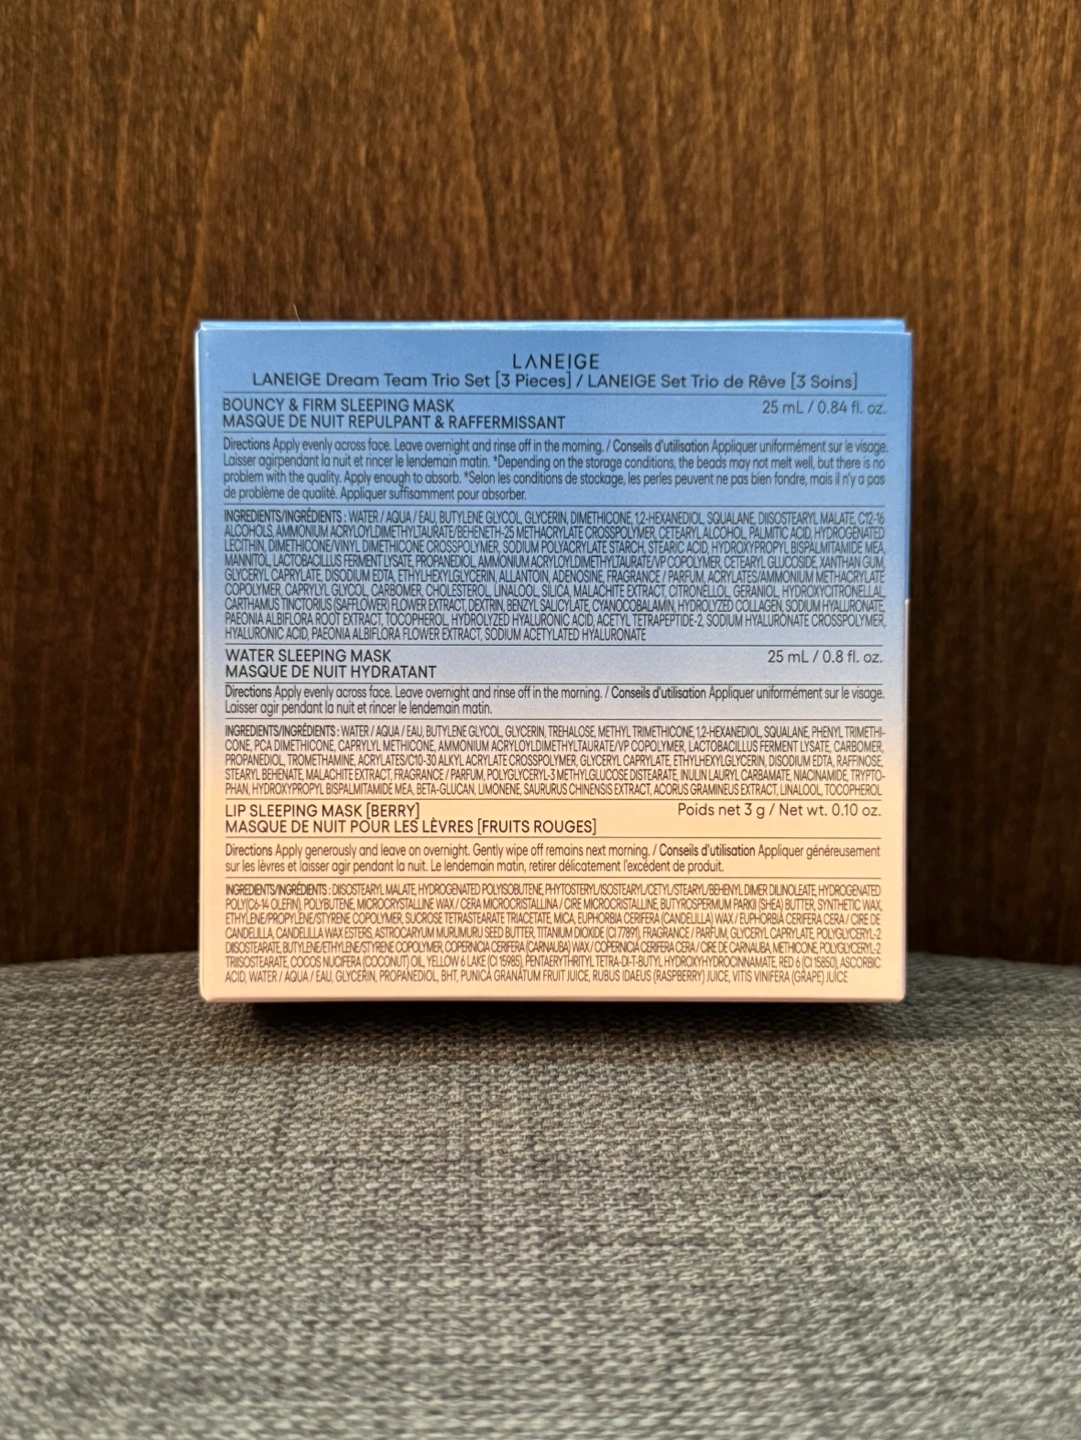 LANEIGE
LANEIGE Dream Team Trio Set [3 Pieces] / LANEIGE Set Trio de Rêve [3 Soins]
BOUNCY & FIRM SLEEPING MASK 25 mL / 0.84 fl. oz.
MASQUE DE NUIT REPULPANT & RAFFERMISSANT
Directions Apply evenly across face. Leave overnight and rinse off in the morning. / Conseils d'utilisation Appliquer uniformément sur le visage.
Laisser agirpendant la nuit et rincer le lendemain matin. *Depending on the storage conditions, the beads may not melt well, but there is no
problem with the quality. Apply enough to absorb. *Selon les conditions de stockage, les perles peuvent ne pas bien fondre, mais il n'y a pas
de problème de qualité. Appliquer suffisamment pour absorber.
INGREDIENTS/INGRÉDIENTS : WATER / AQUA / EAU, BUTYLENE GLYCOL, GLYCERIN, DIMETHICONE, 1,2-HEXANEDIOL, SQUALANE, DIISOSTEARYL MALATE, C12-16
ALCOHOLS, AMMONIUM ACRYLOYLDIMETHYLTAURATE/BEHENETH-25 METHACRYLATE CROSSPOLYMER, CETEARYL ALCOHOL, PALMITIC ACID, HYDROGENATED
LECITHIN, DIMETHICONE/VINYL DIMETHICONE CROSSPOLYMER, SODIUM POLYACRYLATE STARCH, STEARIC ACID, HYDROXYPROPYL BISPALMITAMIDE MEA,
MANNITOL, LACTOBACILLUS FERMENT LYSATE, PROPANEDIOL, AMMONIUM ACRYLOYLDIMETHYLTAURATE/VP COPOLYMER, CETEARYL GLUCOSIDE, XANTHAN GUM,
GLYCERYL CAPRYLATE, DISODIUM EDTA, ETHYLHEXYLGLYCERIN, ALLANTOIN, ADENOSINE, FRAGRANCE / PARFUM, ACRYLATES/AMMONIUM METHACRYLATE
COPOLYMER, CAPRYLYL GLYCOL, CARBOMER, CHOLESTEROL, LINALOOL, SILICA, MALACHITE EXTRACT, CITRONELLOL, GERANIOL, HYDROXYCITRONELLAL,
CARTHAMUS TINCTORIUS (SAFFLOWER) FLOWER EXTRACT, DEXTRIN, BENZYL SALICYLATE, CYANOCOBALAMIN, HYDROLYZED COLLAGEN, SODIUM HYALURONATE,
PAEONIA ALBIFLORA ROOT EXTRACT, TOCOPHEROL, HYDROLYZED HYALURONIC ACID, ACETYL TETRAPEPTIDE-2, SODIUM HYALURONATE CROSSPOLYMER,
HYALURONIC ACID, PAEONIA ALBIFLORA FLOWER EXTRACT, SODIUM ACETYLATED HYALURONATE
WATER SLEEPING MASK 25 mL / 0.8 fl. oz.
MASQUE DE NUIT HYDRATANT
Directions Apply evenly across face. Leave overnight and rinse off in the morning. / Conseils d'utilisation Appliquer uniformément sur le visage.
Laisser agir pendant la nuit et rincer le lendemain matin.
INGREDIENTS/INGRÉDIENTS : WATER / AQUA / EAU, BUTYLENE GLYCOL, GLYCERIN, TREHALOSE, METHYL TRIMETHICONE, 1,2-HEXANEDIOL, SQUALANE, PHENYL TRIMETHI-
CONE, PCA DIMETHICONE, CAPRYLYL METHICONE, AMMONIUM ACRYLOYLDIMETHYLTAURATE/VP COPOLYMER, LACTOBACILLUS FERMENT LYSATE, CARBOMER,
PROPANEDIOL, TROMETHAMINE, ACRYLATES/C10-30 ALKYL ACRYLATE CROSSPOLYMER, GLYCERYL CAPRYLATE, ETHYLHEXYLGLYCERIN, DISODIUM EDTA, RAFFINOSE,
STEARYL BEHENATE, MALACHITE EXTRACT, FRAGRANCE / PARFUM, POLYGLYCERYL-3 METHYLGLUCOSE DISTEARATE, INULIN LAURYL CARBAMATE, NIACINAMIDE, TRYPTO-
PHAN, HYDROXYPROPYL BISPALMITAMIDE MEA, BETA-GLUCAN, LIMONENE, SAURURUS CHINENSIS EXTRACT, ACORUS GRAMINEUS EXTRACT, LINALOOL, TOCOPHEROL
LIP SLEEPING MASK [BERRY] Poids net 3 g / Net wt. 0.10 oz.
MASQUE DE NUIT POUR LES LÈVRES [FRUITS ROUGES]
Directions Apply generously and leave on overnight. Gently wipe off remains next morning. / Conseils d'utilisation Appliquer généreusement
sur les lèvres et laisser agir pendant la nuit. Le lendemain matin, retirer délicatement l'excédent de produit.
INGREDIENTS/INGRÉDIENTS : DIISOSTEARYL MALATE, HYDROGENATED POLYISOBUTENE, PHYTOSTERYL/ISOSTEARYL/CETYL/STEARYL/BEHENYL DIMER DILINOLEATE, HYDROGENATED
POLY(C6-14 OLEFIN), POLYBUTENE, MICROCRYSTALLINE WAX / CERA MICROCRISTALLINA / CIRE MICROCRISTALLINE, BUTYROSPERMUM PARKII (SHEA) BUTTER, SYNTHETIC WAX,
ETHYLENE/PROPYLENE/STYRENE COPOLYMER, SUCROSE TETRASTEARATE TRIACETATE, MICA, EUPHORBIA CERIFERA (CANDELILLA) WAX / EUPHORBIA CERIFERA CERA / CIRE DE
CANDELILLA, CANDELILLA WAX ESTERS, ASTROCARYUM MURUMURU SEED BUTTER, TITANIUM DIOXIDE (CI 77891), FRAGRANCE / PARFUM, GLYCERYL CAPRYLATE, POLYGLYCERYL-2
DIISOSTEARATE, BUTYLENE/ETHYLENE/STYRENE COPOLYMER, COPERNICIA CERIFERA (CARNAUBA) WAX / COPERNICIA CERIFERA CERA / CIRE DE CARNAUBA, METHICONE, POLYGLYCERYL-2
TRIISOSTEARATE, COCOS NUCIFERA (COCONUT) OIL, YELLOW 6 LAKE (CI 15985), PENTAERYTHRITYL TETRA-DI-T-BUTYL HYDROXYHYDROCINNAMATE, RED 6 (CI 15850), ASCORBIC
ACID, WATER / AQUA / EAU, GLYCERIN, PROPANEDIOL, BHT, PUNICA GRANATUM FRUIT JUICE, RUBUS IDAEUS (RASPBERRY) JUICE, VITIS VINIFERA (GRAPE) JUICE